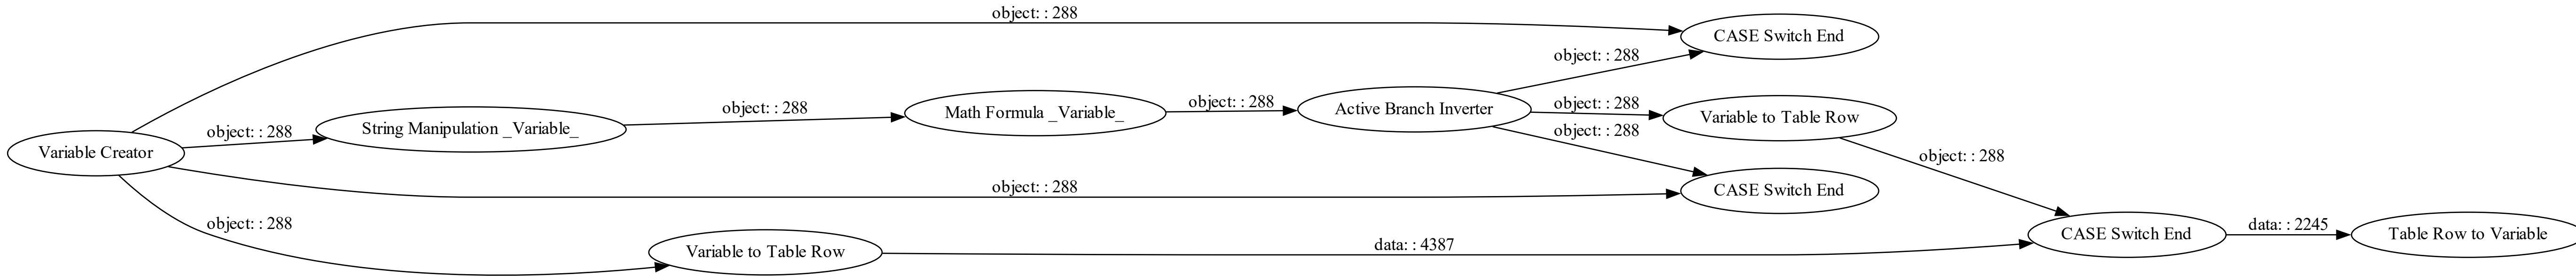 object: : 288
CASE Switch End
object: : 288
object: : 288
String Manipulation _Variable_
object: : 288
Math Formula _Variable_
object: : 288
Active Branch Inverter
object: : 288
Variable to Table Row
object: : 288
Variable Creator
object: : 288
object: : 288
CASE Switch End
object: : 288
Variable to Table Row
data: : 4387
CASE Switch End
data: : 2245
Table Row to Variable